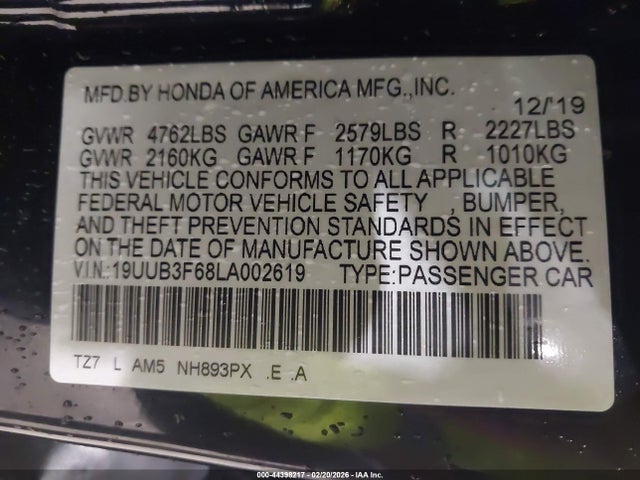 MFD.BY HONDA OF AMERICA MFG.,INC.
12/'19
GVWR 4762LBS GAWR F 2579LBS R 2227LBS
GVWR 2160KG GAWR F 1170KG R 1010KG
THIS VEHICLE CONFORMS TO ALL APPLICABLE
FEDERAL MOTOR VEHICLE SAFETY , BUMPER,
AND THEFT PREVENTION STANDARDS IN EFFECT
ON THE DATE OF MANUFACTURE SHOWN ABOVE.
VIN:19UUB3F68LA002619 TYPE:PASSENGER CAR
TZ7 L AM5 NH893PX .E .A
000-44398217 - 02/20/2026 - IAA Inc.